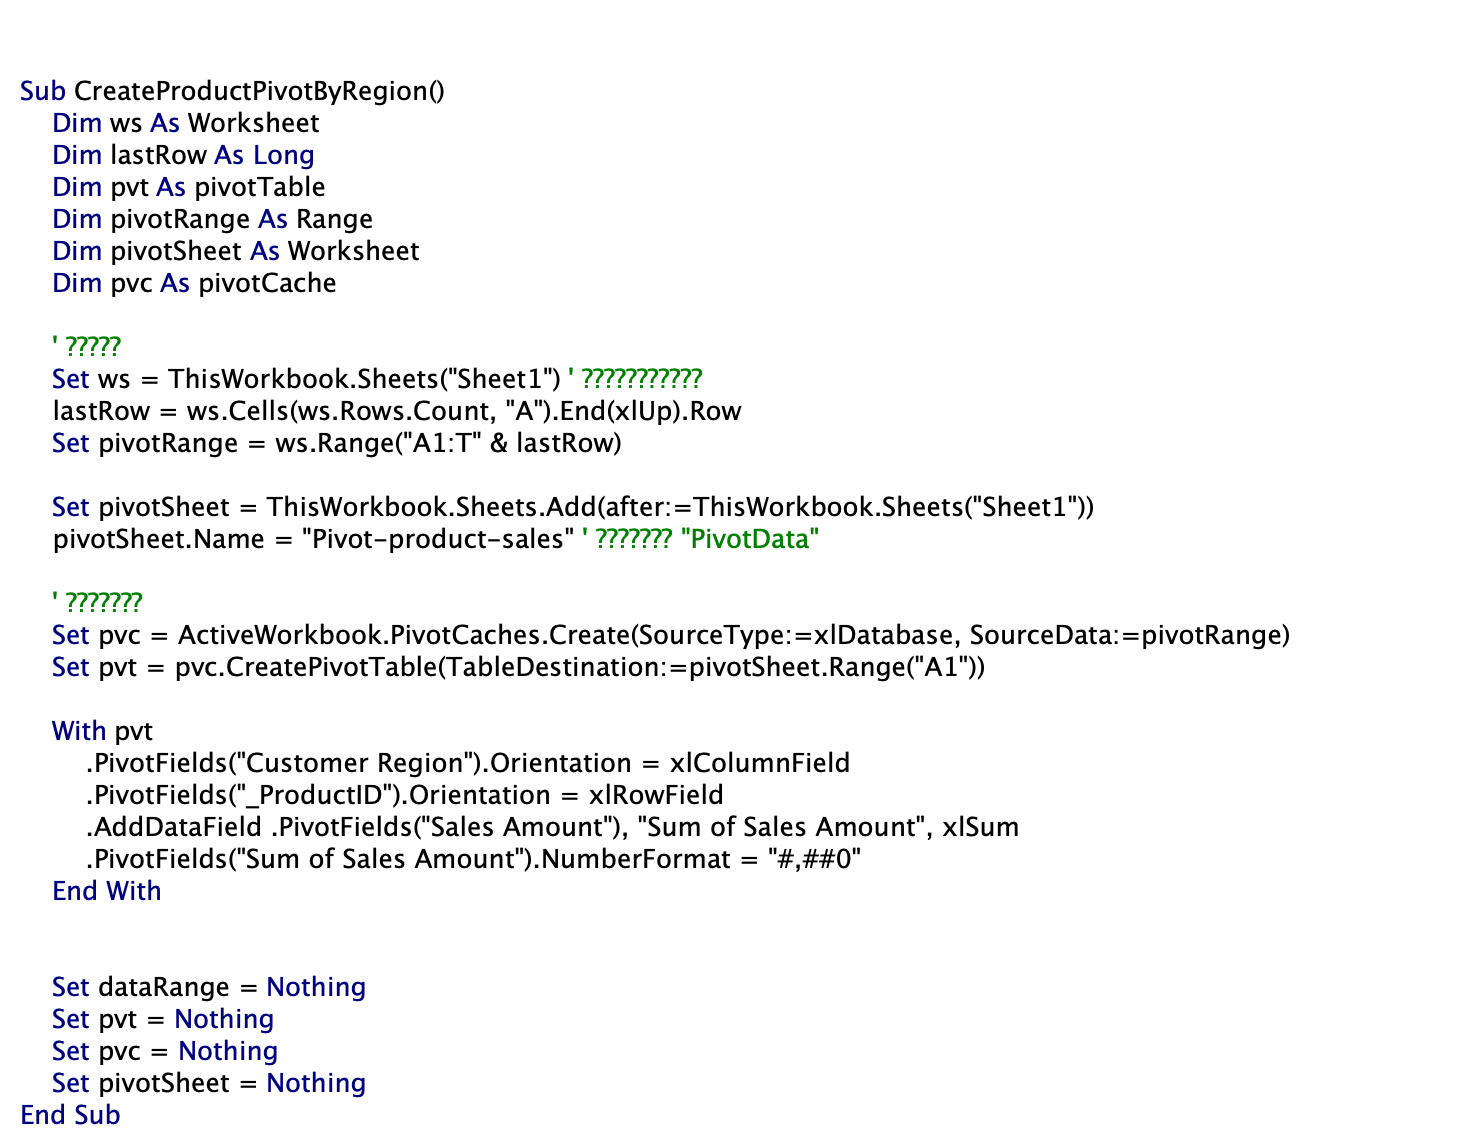 Sub CreateProductPivotByRegion()
Dim ws As Worksheet
Dim lastRow As Long
Dim pvt As pivotTable
Dim pivotRange As Range
Dim pivotSheet As Worksheet
Dim pvc As pivotCache
' ?????
Set ws = ThisWorkbook.Sheets("Sheet1") ' ???????????
lastRow = ws.Cells(ws.Rows.Count, "A").End(xlUp).Row
Set pivotRange = ws.Range("A1:T" & lastRow)
Set pivotSheet = ThisWorkbook.Sheets.Add(after:=ThisWorkbook.Sheets("Sheet1"))
pivotSheet.Name = "Pivot-product-sales" ' ??????? "PivotData"
' ???????
Set pvc = ActiveWorkbook.PivotCaches.Create(SourceType:=xlDatabase, SourceData:=pivotRange)
Set pvt = pvc.CreatePivotTable(TableDestination:=pivotSheet.Range("A1"))
With pvt
.PivotFields("Customer Region").Orientation = xlColumnField
.PivotFields("_ProductID").Orientation = xlRowField
.AddDataField .PivotFields("Sales Amount"), "Sum of Sales Amount", xlSum
.PivotFields("Sum of Sales Amount").NumberFormat = "#,##0"
End With
Set dataRange = Nothing
Set pvt = Nothing
Set pvc = Nothing
Set pivotSheet = Nothing
End Sub